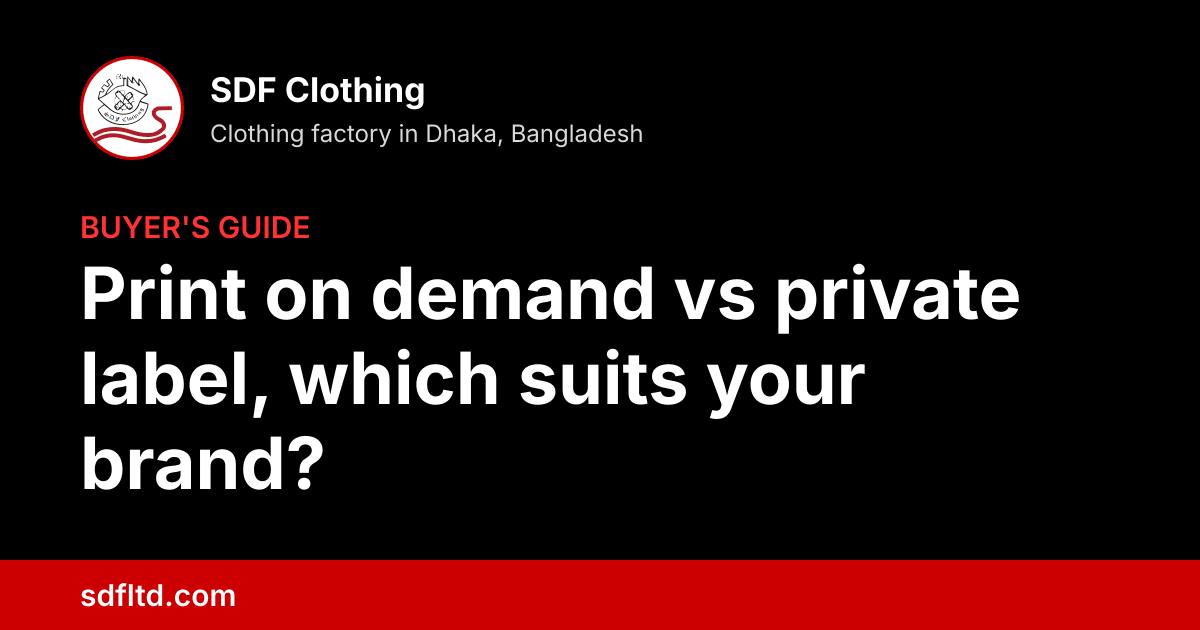 SDF Clothing
Clothing factory in Dhaka, Bangladesh
BUYER'S GUIDE
Print on demand vs private
label, which suits your
brand?
sdfltd.com